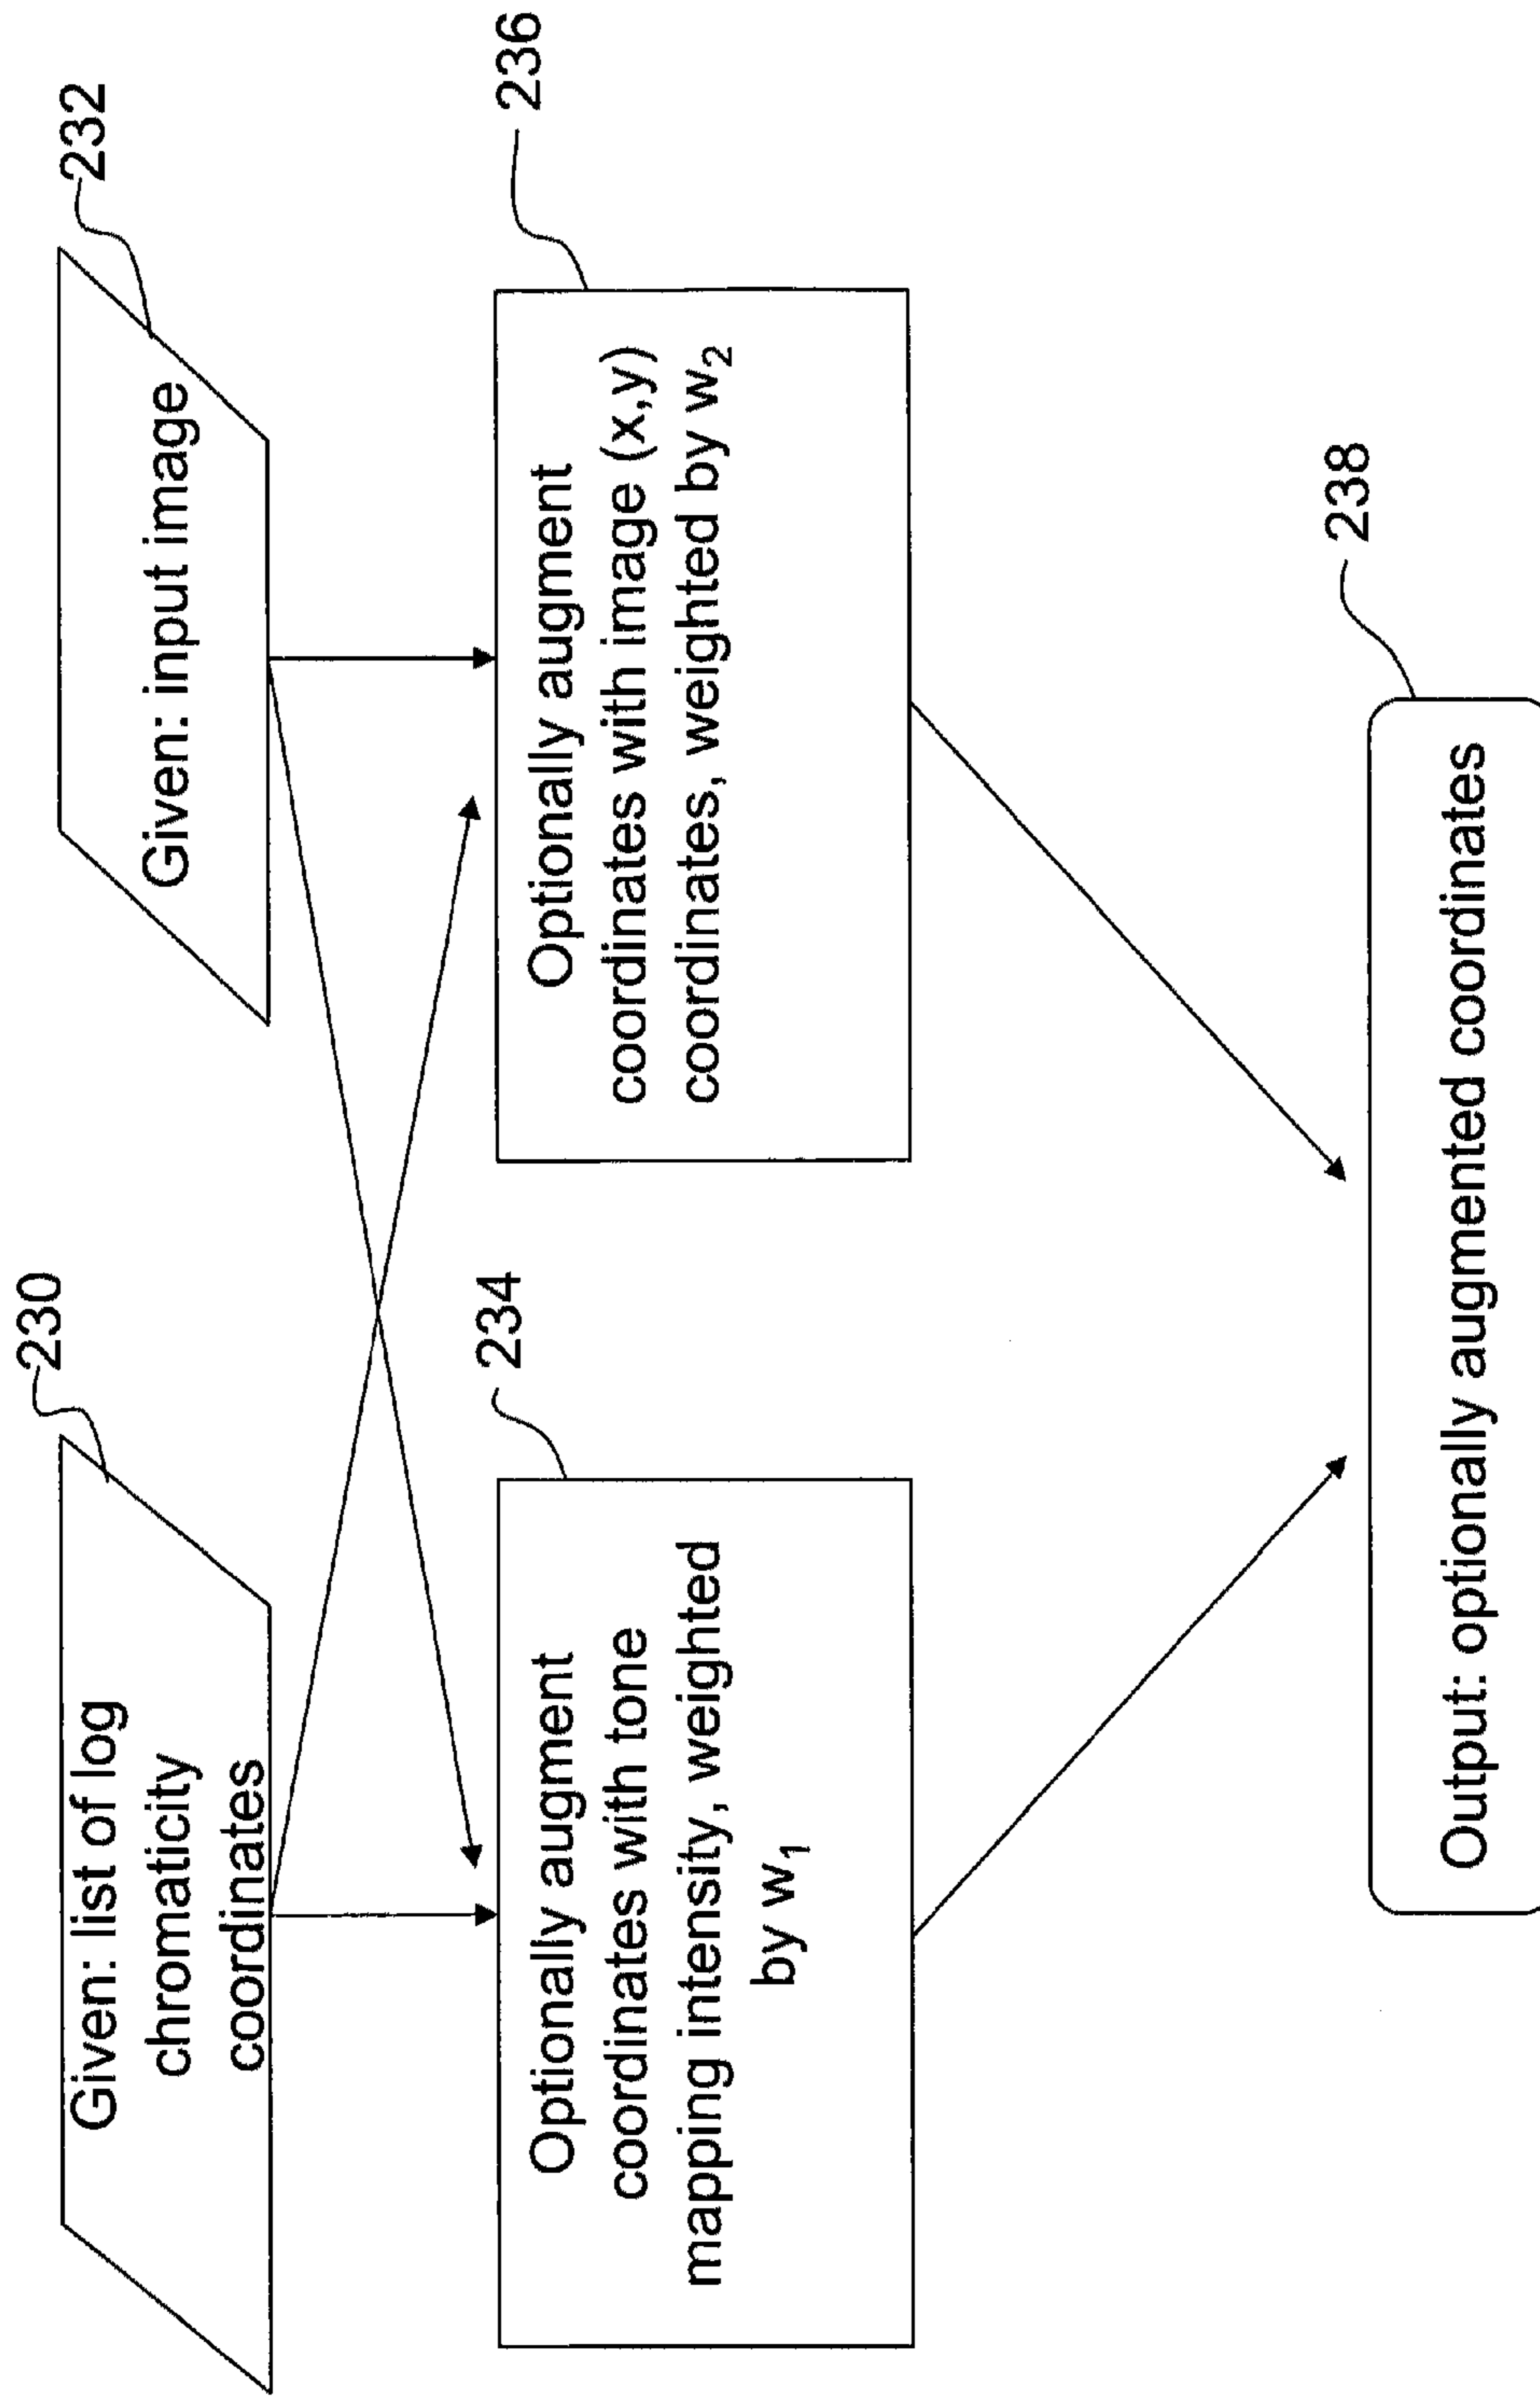 230
Given: list of log
chromaticity
coordinates
232
Given: input image
234
Optionally augment
coordinates with tone
mapping intensity, weighted
by w₁
236
Optionally augment
coordinates with image (x,y)
coordinates, weighted by w₂
238
Output: optionally augmented coordinates